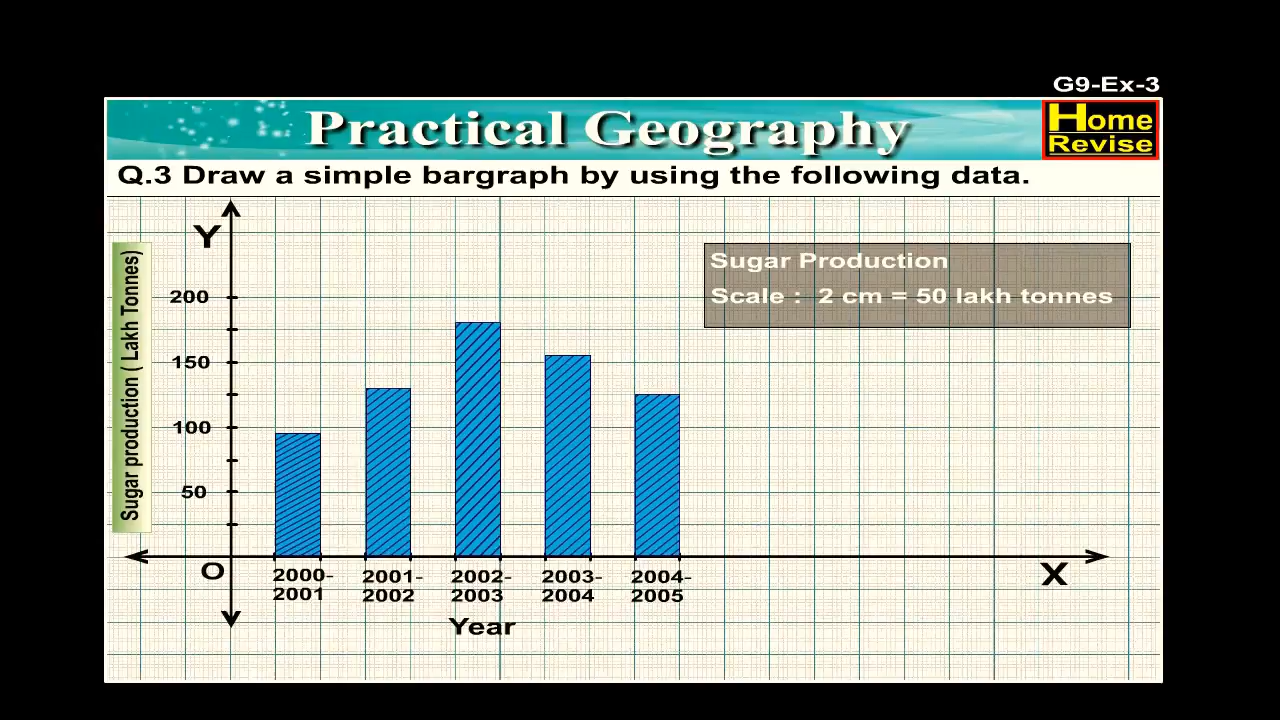 G9-Ex-3
Practical Geography
Home
Revise
Q.3 Draw a simple bargraph by using the following data.
Y
Sugar production ( Lakh Tonnes)
Sugar Production
Scale : 2 cm = 50 lakh tonnes
200
150
100
50
O
X
2000-
2001
2001-
2002
2002-
2003
2003-
2004
2004-
2005
Year